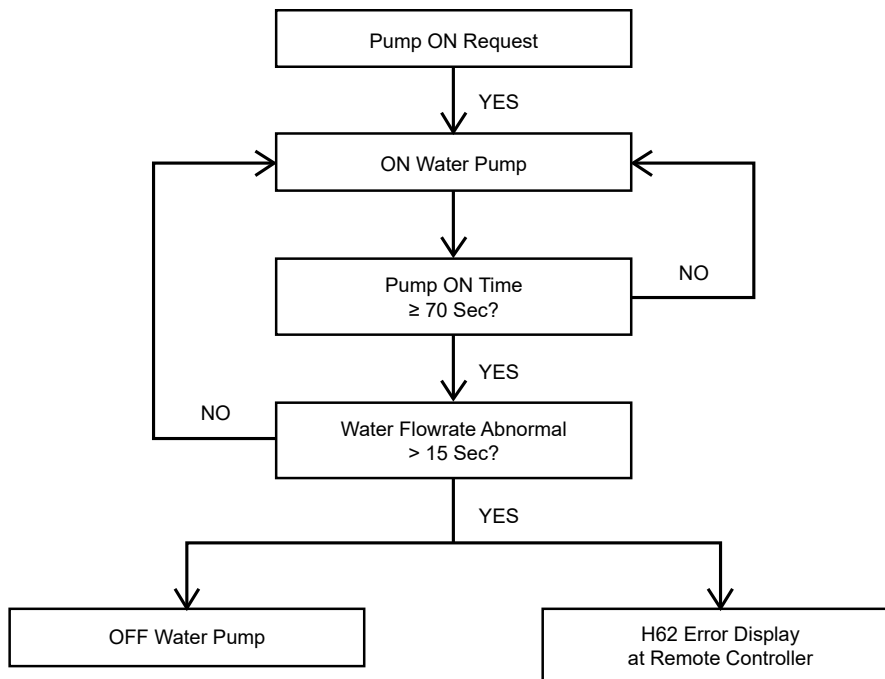 Pump ON Request
YES
ON Water Pump
Pump ON Time
≥ 70 Sec?
NO
YES
NO
Water Flowrate Abnormal
> 15 Sec?
YES
OFF Water Pump
H62 Error Display
at Remote Controller